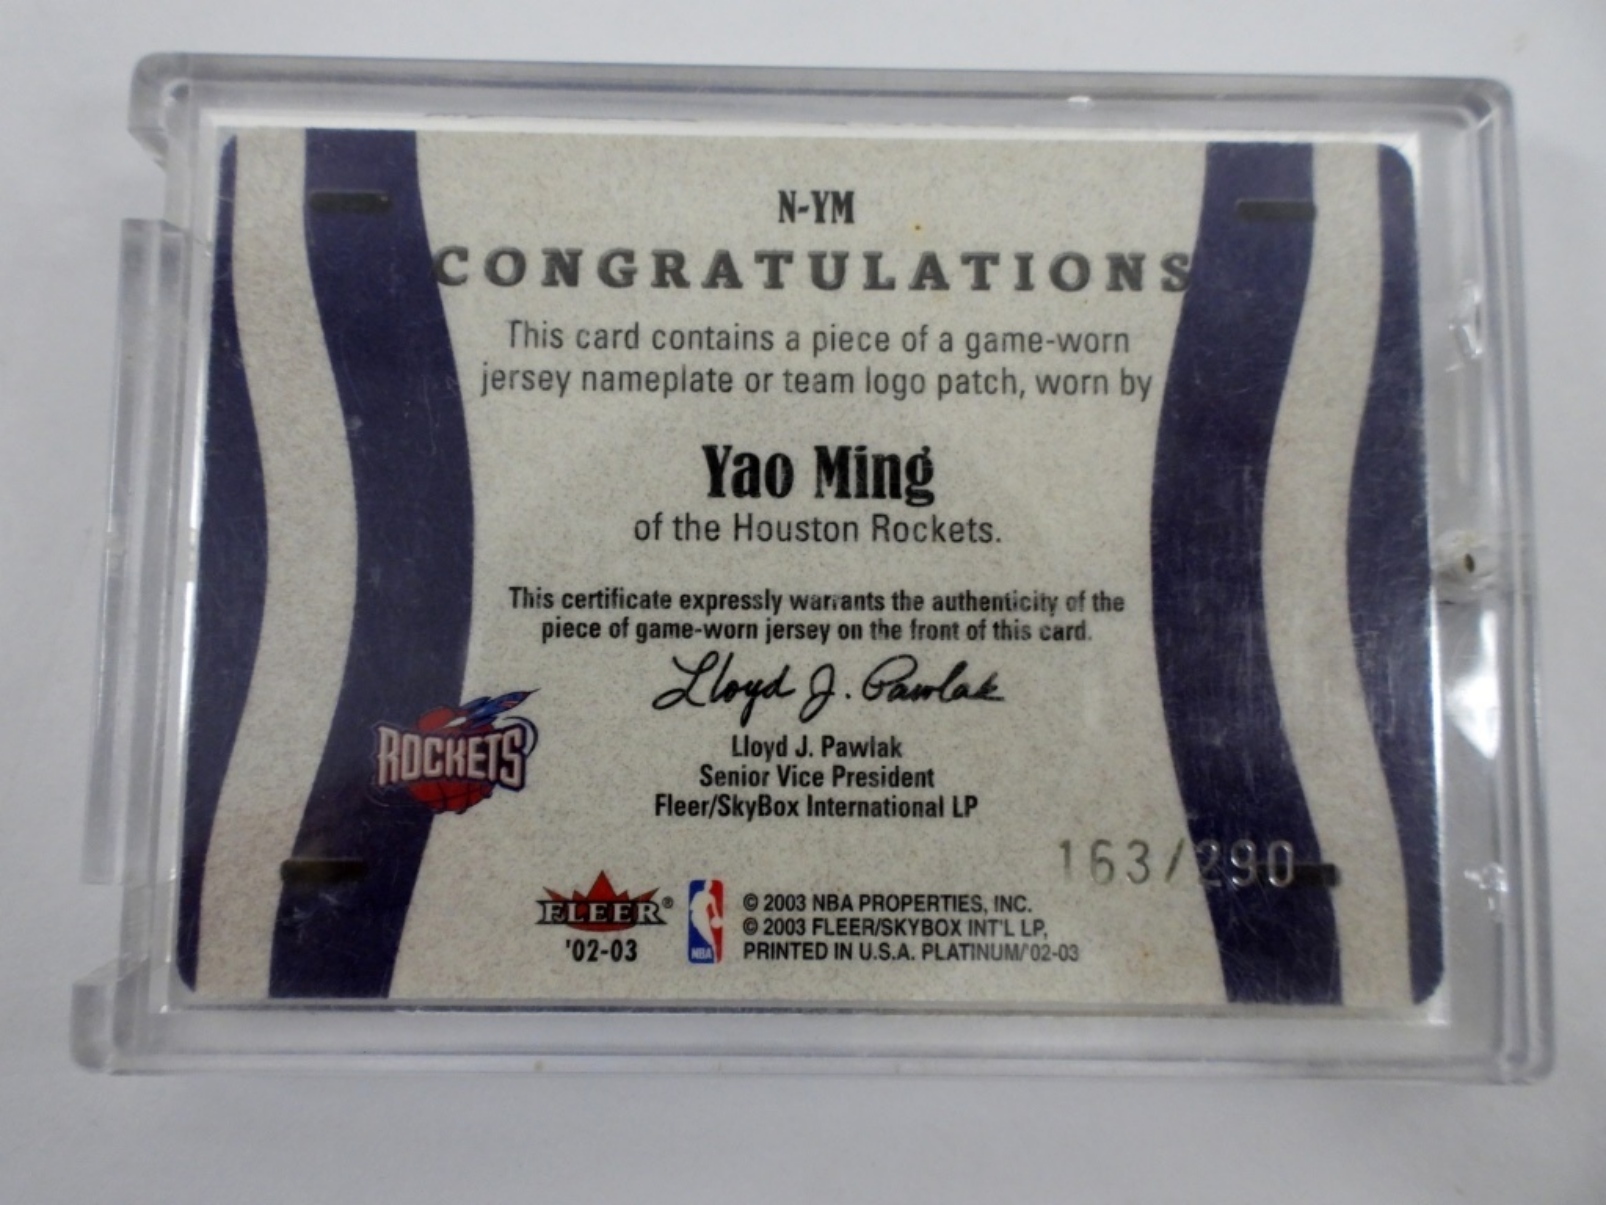 N-YM
CONGRATULATIONS
This card contains a piece of a game-worn
jersey nameplate or team logo patch, worn by
Yao Ming
of the Houston Rockets.
This certificate expressly warrants the authenticity of the
piece of game-worn jersey on the front of this card.
Lloyd J. Pawlak
Lloyd J. Pawlak
Senior Vice President
Fleer/SkyBox International LP
ROCKETS
163/290
FLEER®
'02-03
NBA
© 2003 NBA PROPERTIES, INC.
© 2003 FLEER/SKYBOX INT'L LP,
PRINTED IN U.S.A. PLATINUM/'02-03